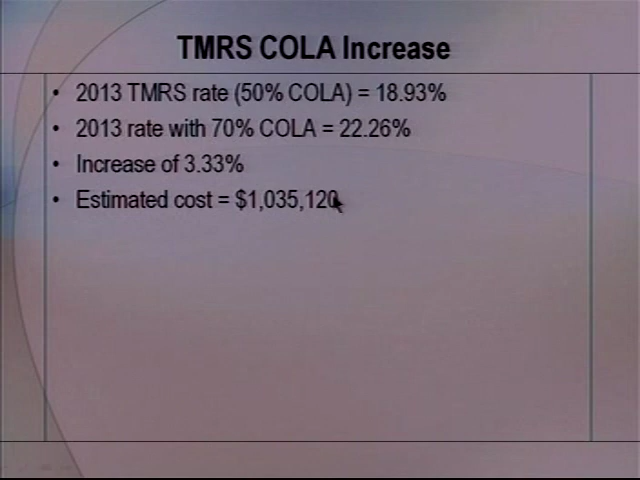 TMRS COLA Increase
• 2013 TMRS rate (50% COLA) = 18.93%
• 2013 rate with 70% COLA = 22.26%
• Increase of 3.33%
• Estimated cost = $1,035,120